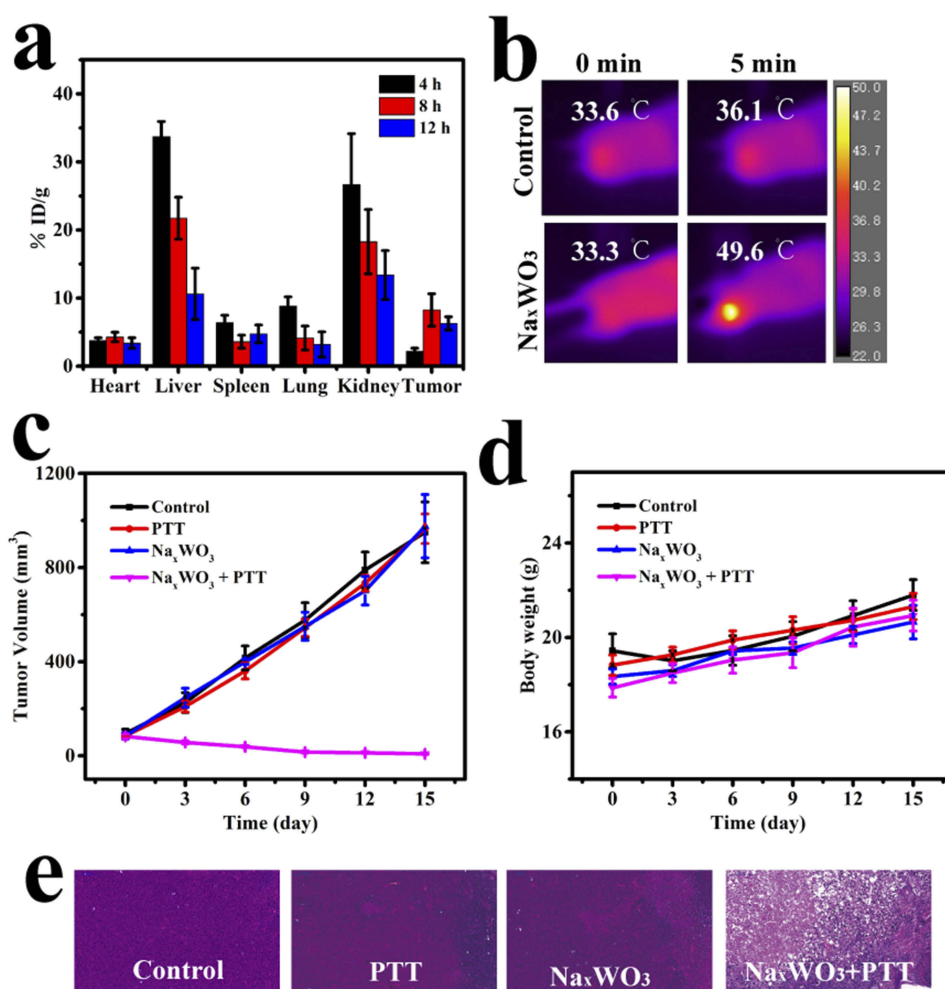 a
40
30
20
10
0
% ID/g
4 h
8 h
12 h
Heart Liver Spleen Lung Kidney Tumor
b
0 min 5 min
Control
33.6 ℃ 36.1 ℃
NaₓWO₃
33.3 ℃ 49.6 ℃
50.0
47.2
43.7
40.2
36.8
33.3
29.8
26.3
22.0
c
1200
800
400
0
Tumor Volume (mm³)
Control
PTT
NaₓWO₃
NaₓWO₃ + PTT
0 3 6 9 12 15
Time (day)
d
24
20
16
Body weight (g)
Control
PTT
NaₓWO₃
NaₓWO₃ + PTT
0 3 6 9 12 15
Time (day)
e
Control
PTT
NaₓWO₃
NaₓWO₃+PTT